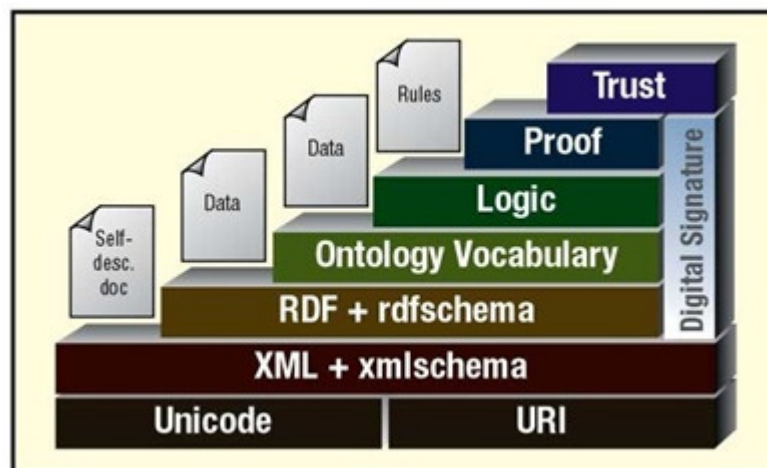 Trust
Rules
Proof
Data
Logic
Data
Ontology Vocabulary
Self-
desc.
doc
RDF + rdfschema
Digital Signature
XML + xmlschema
Unicode
URI